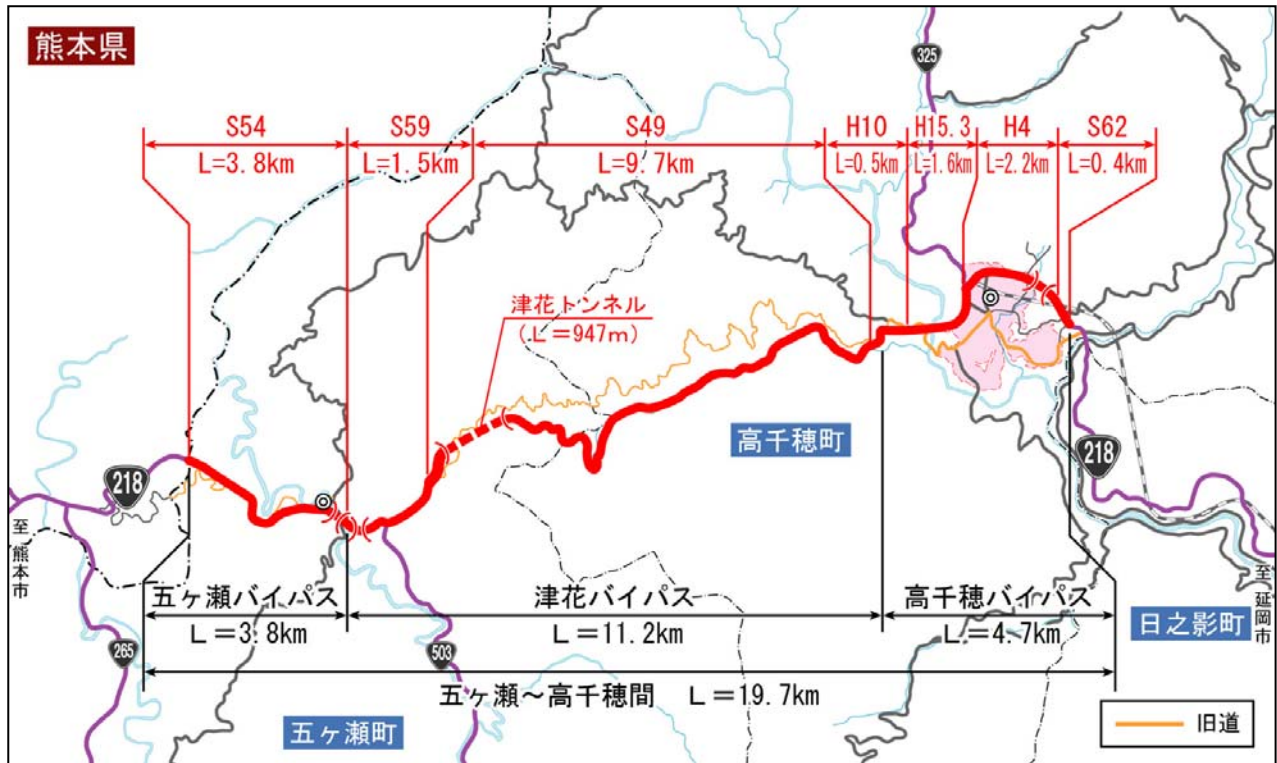 熊本県
325
S54
S59
S49
H10
H15.3
H4
S62
L=3.8km
L=1.5km
L=9.7km
L=0.5km
L=1.6km
L=2.2km
L=0.4km
津花トンネル
(L=947m)
高千穂町
218
218
至熊本市
至延岡市
五ヶ瀬バイパス
津花バイパス
高千穂バイパス
L=3.8km
L=11.2km
L=4.7km
日之影町
265
503
五ヶ瀬～高千穂間 L=19.7km
五ヶ瀬町
旧道